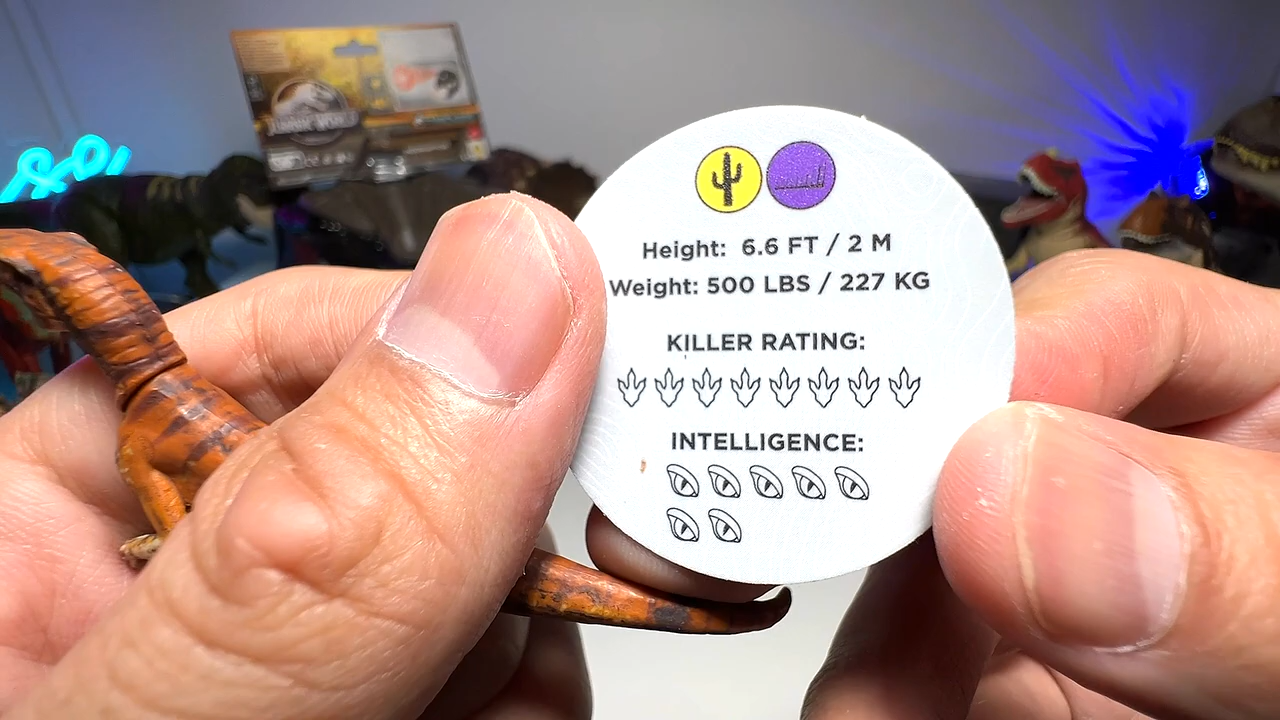 JURASSIC WORLD
Height: 6.6 FT / 2 M
Weight: 500 LBS / 227 KG
KILLER RATING:
INTELLIGENCE: